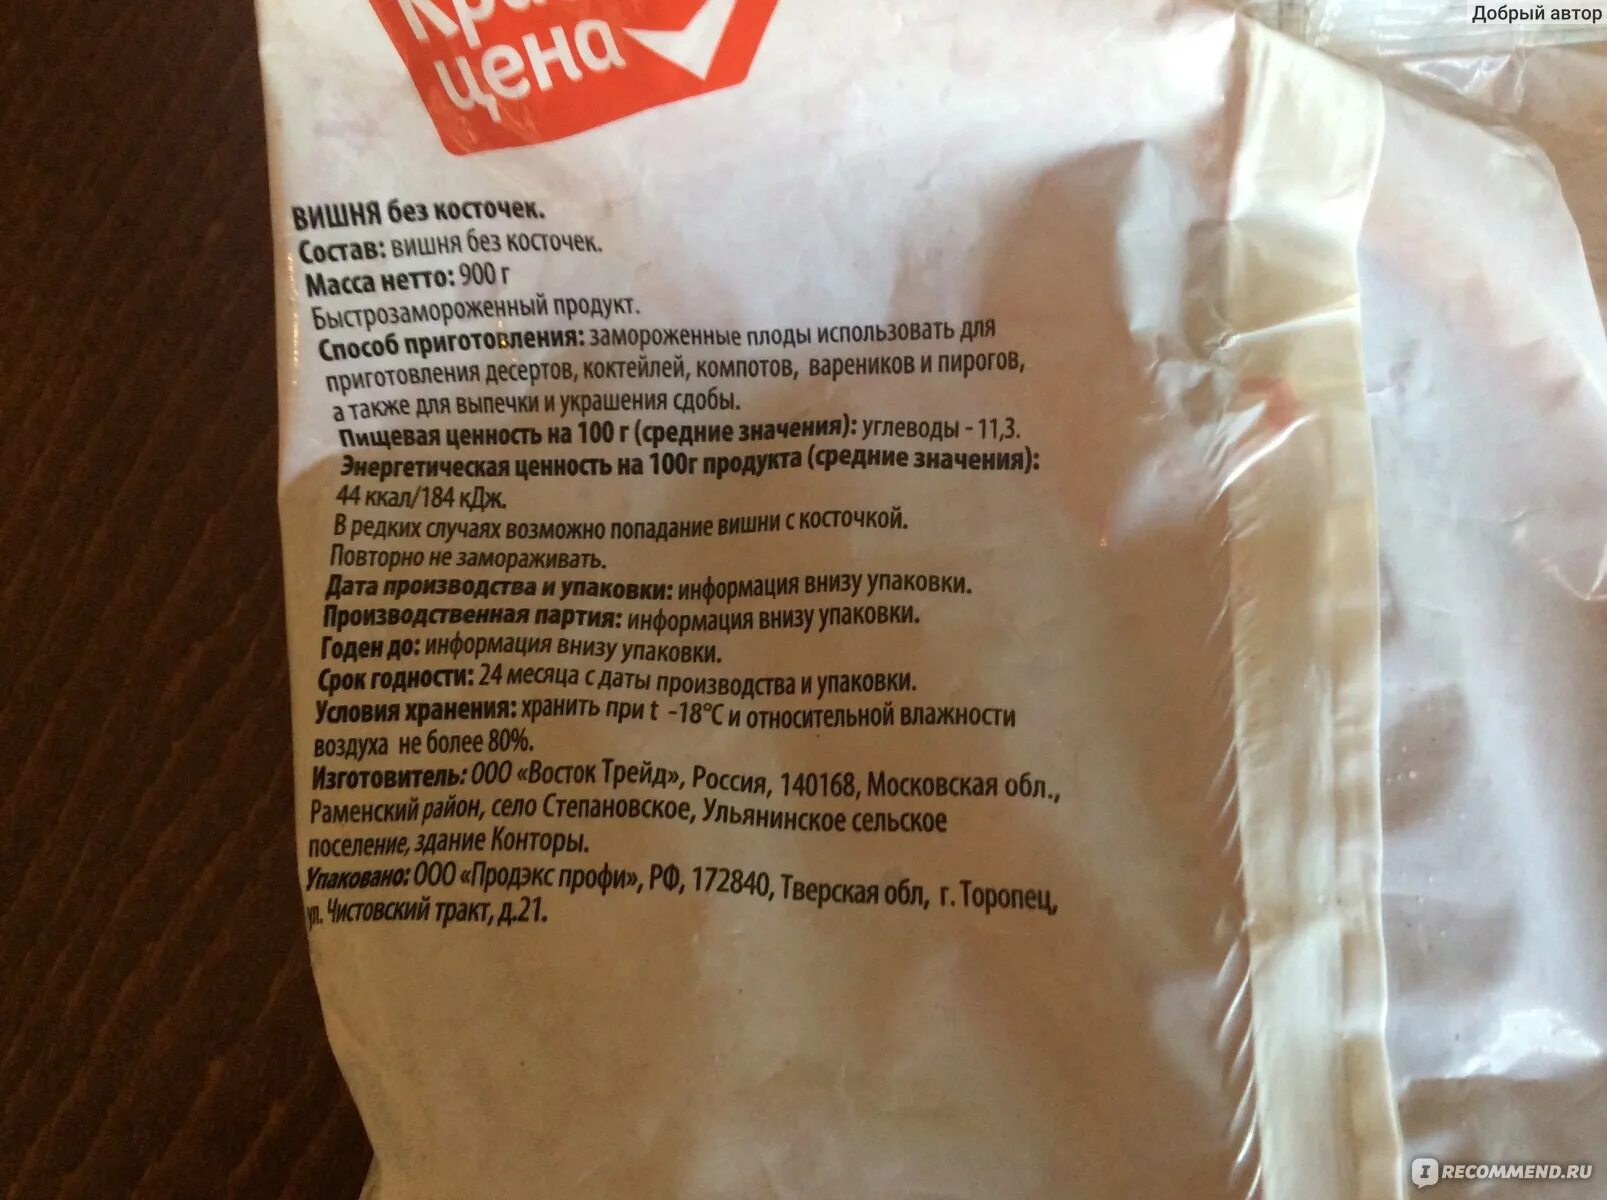 Добрый автор
цена
ВИШНЯ без косточек.
Состав: вишня без косточек.
Масса нетто: 900 г
Быстрозамороженный продукт.
Способ приготовления: замороженные плоды использовать для
приготовления десертов, коктейлей, компотов, вареников и пирогов,
а также для выпечки и украшения сдобы.
Пищевая ценность на 100 г (средние значения): углеводы - 11,3.
Энергетическая ценность на 100г продукта (средние значения):
44 ккал/184 кДж.
В редких случаях возможно попадание вишни с косточкой.
Повторно не замораживать.
Дата производства и упаковки: информация внизу упаковки.
Производственная партия: информация внизу упаковки.
Годен до: информация внизу упаковки.
Срок годности: 24 месяца с даты производства и упаковки.
Условия хранения: хранить при t -18°C и относительной влажности
воздуха не более 80%.
Изготовитель: ООО «Восток Трейд», Россия, 140168, Московская обл.,
Раменский район, село Степановское, Ульянинское сельское
поселение, здание Конторы.
Упаковано: ООО «Продэкс профи», РФ, 172840, Тверская обл, г. Торопец,
ул. Чистовский тракт, д.21.
IRECOMMEND.RU